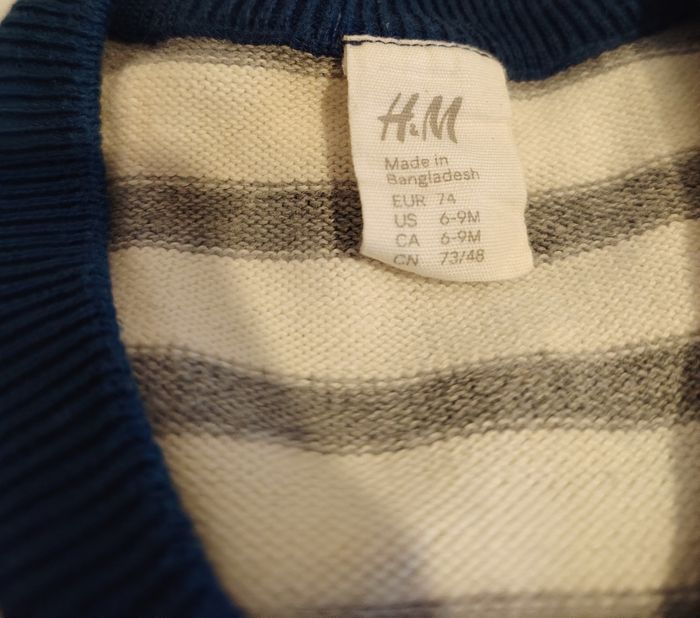 H&M
Made in
Bangladesh
EUR 74
US 6-9M
CA 6-9M
CN 73/48